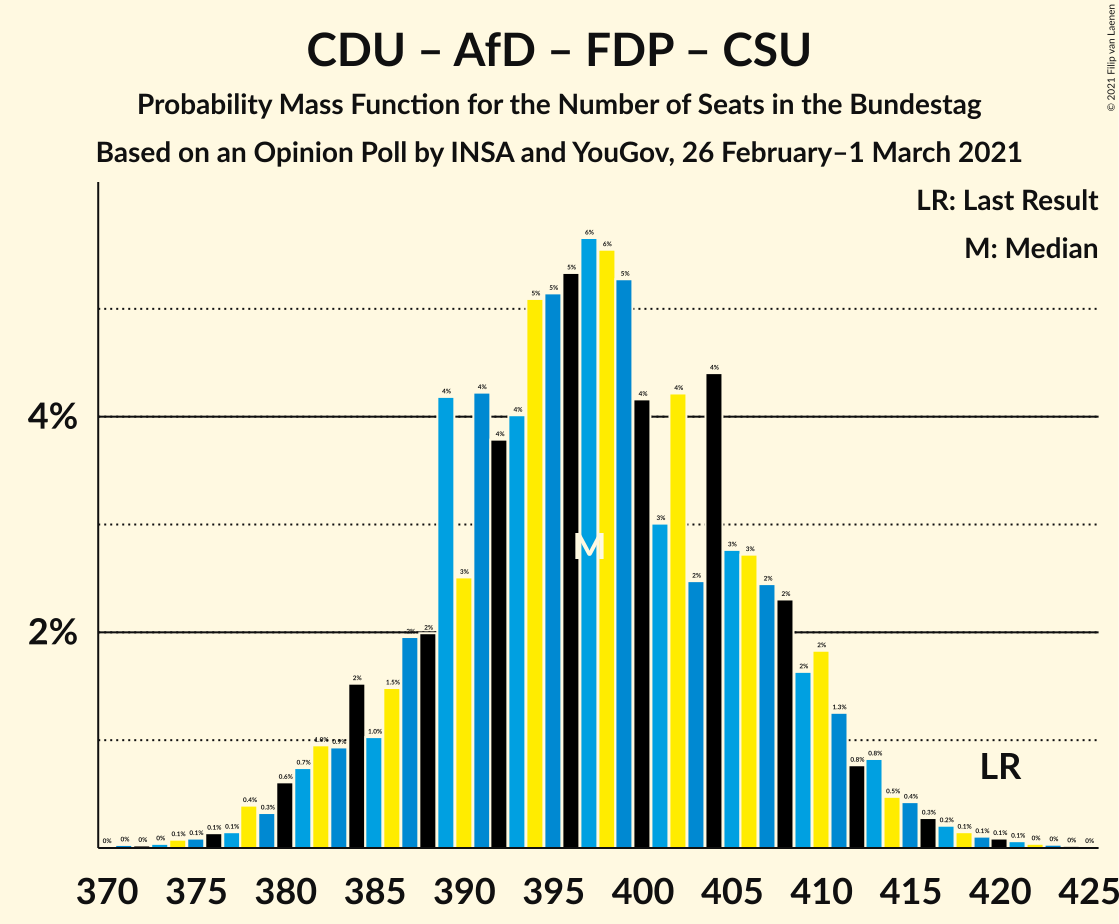 CDU – AfD – FDP – CSU
© 2021 Filip van Laenen
Probability Mass Function for the Number of Seats in the Bundestag
Based on an Opinion Poll by INSA and YouGov, 26 February–1 March 2021
LR: Last Result
M: Median
4%
2%
0% 0% 0% 0% 0.1% 0.1% 0.1% 0.1% 0.4% 0.3% 0.6% 0.7% 1.0% 0.9% 2% 1.0% 1.5% 2% 2% 4% 3% 4% 4% 4% 5% 5% 5% 6% 6% 5% 4% 3% 4% 2% 4% 3% 3% 2% 2% 2% 2% 1.3% 0.8% 0.8% 0.5% 0.4% 0.3% 0.2% 0.1% 0.1% 0.1% 0.1% 0% 0% 0% 0%
M
LR
370 375 380 385 390 395 400 405 410 415 420 425